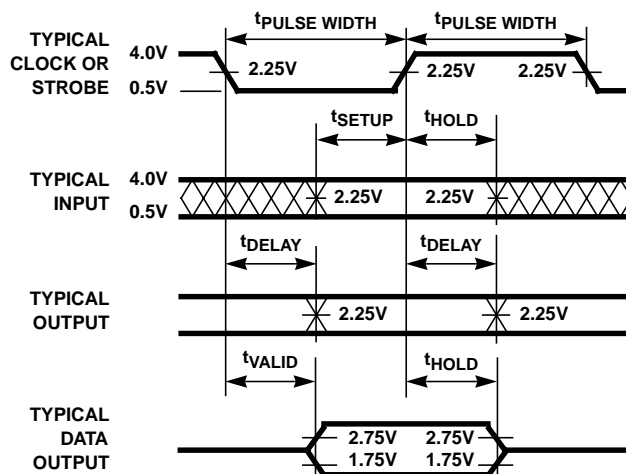 tPULSE WIDTH tPULSE WIDTH
TYPICAL
CLOCK OR
STROBE
4.0V
2.25V 2.25V 2.25V
0.5V
tSETUP tHOLD
TYPICAL
INPUT
4.0V
2.25V 2.25V
0.5V
tDELAY tDELAY
TYPICAL
OUTPUT
2.25V 2.25V
tVALID tHOLD
TYPICAL
DATA
OUTPUT
2.75V 2.75V
1.75V 1.75V